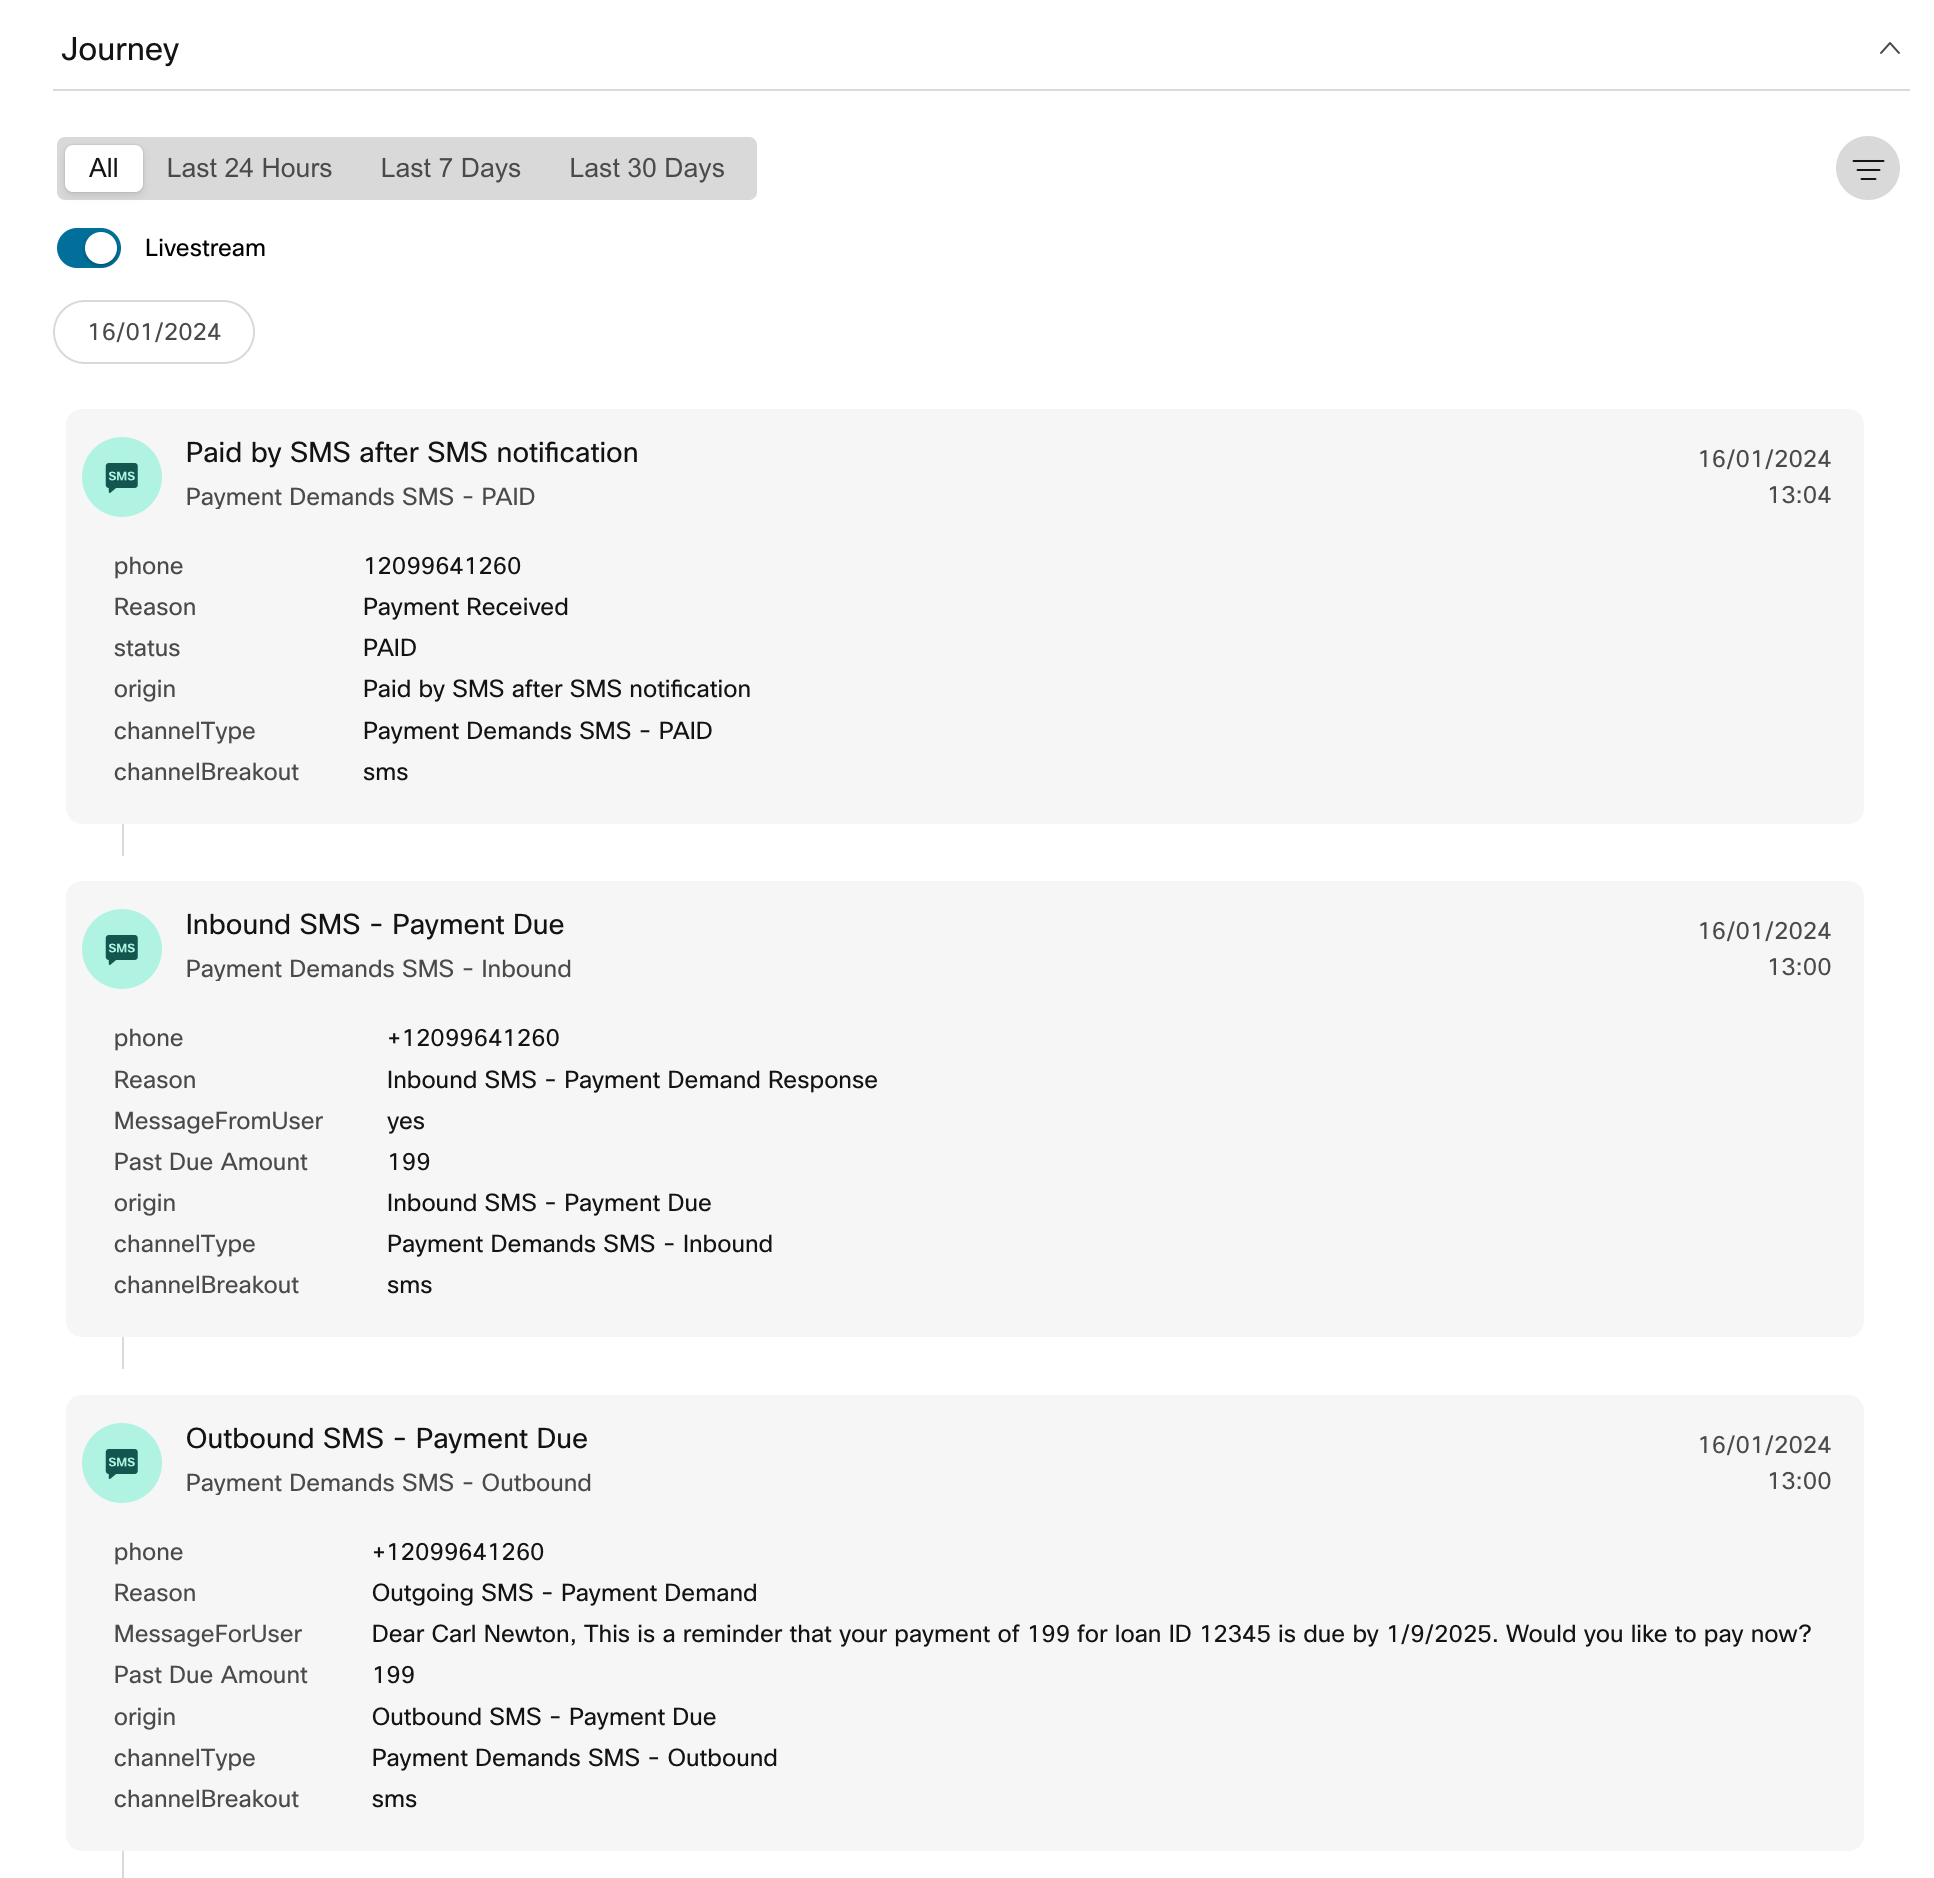 Journey
All Last 24 Hours Last 7 Days Last 30 Days
Livestream
16/01/2024
SMS
Paid by SMS after SMS notification
Payment Demands SMS - PAID
16/01/2024
13:04
phone 12099641260
Reason Payment Received
status PAID
origin Paid by SMS after SMS notification
channelType Payment Demands SMS - PAID
channelBreakout sms
SMS
Inbound SMS - Payment Due
Payment Demands SMS - Inbound
16/01/2024
13:00
phone +12099641260
Reason Inbound SMS - Payment Demand Response
MessageFromUser yes
Past Due Amount 199
origin Inbound SMS - Payment Due
channelType Payment Demands SMS - Inbound
channelBreakout sms
SMS
Outbound SMS - Payment Due
Payment Demands SMS - Outbound
16/01/2024
13:00
phone +12099641260
Reason Outgoing SMS - Payment Demand
MessageForUser Dear Carl Newton, This is a reminder that your payment of 199 for loan ID 12345 is due by 1/9/2025. Would you like to pay now?
Past Due Amount 199
origin Outbound SMS - Payment Due
channelType Payment Demands SMS - Outbound
channelBreakout sms